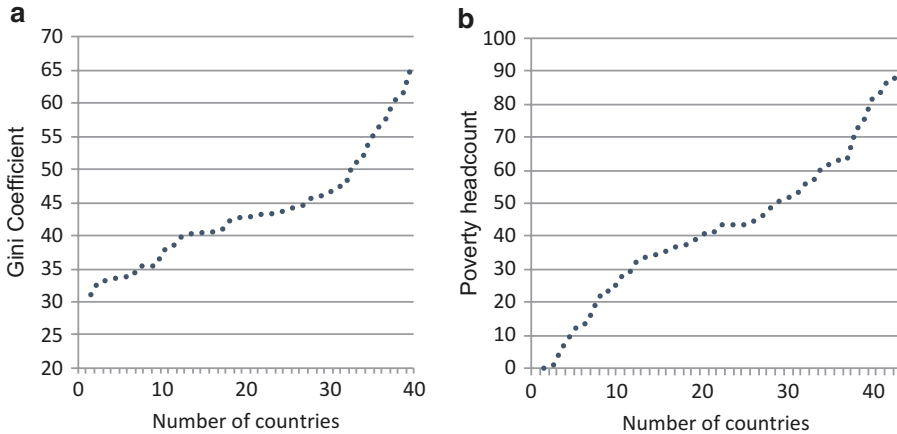 a
70
65
60
55
50
45
40
35
30
25
20
Gini Coefficient
0 10 20 30 40
Number of countries
b
100
90
80
70
60
50
40
30
20
10
0
Poverty headcount
0 10 20 30 40
Number of countries